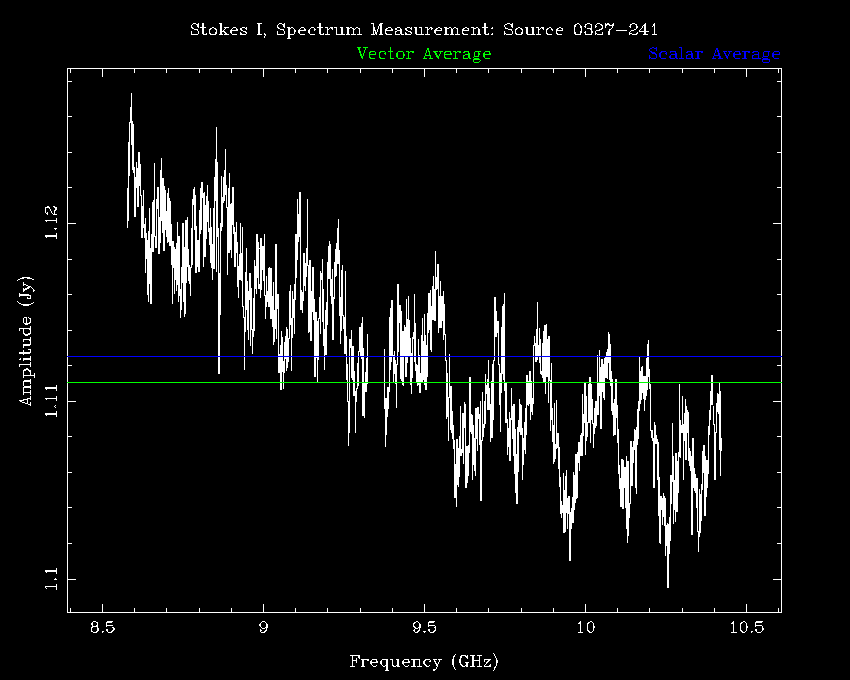 Stokes I, Spectrum Measurement: Source 0327-241
Vector Average
Scalar Average
Amplitude (Jy)
1.12
1.11
1.1
8.5 9 9.5 10 10.5
Frequency (GHz)